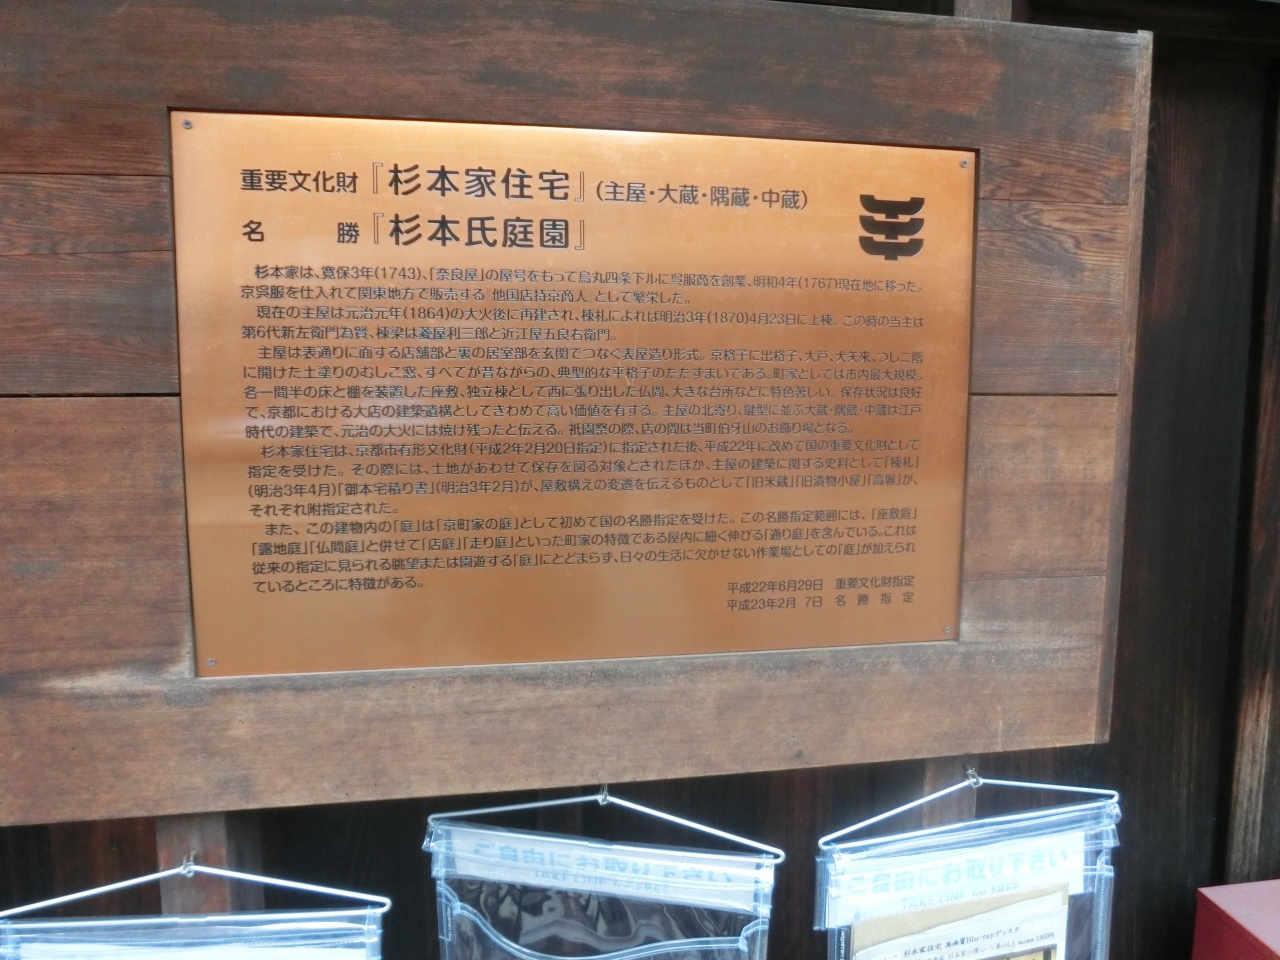 重要文化財『杉本家住宅』(主屋・大蔵・隅蔵・中蔵)
名 勝『杉本氏庭園』
杉本家は、寛保3年(1743)、「奈良屋」の屋号をもって烏丸四条下ルに呉服商を創業、明和4年(1767)現在地に移った。
京呉服を仕入れて関東地方で販売する「他国店持京商人」として繁栄した。
現在の主屋は元治元年(1864)の大火後に再建され、棟札によれば明治3年(1870)4月23日に上棟。この時の当主は
第6代新左衛門為賢、棟梁は菱屋利三郎と近江屋五良右衛門。
主屋は表通りに面する店舗部と裏の居室部を玄関でつなぐ表屋造り形式。京格子に出格子、大戸、犬矢来、つし二階
に開けた土塗りのむしこ窓、すべてが昔ながらの、典型的な平格子のたたずまいである。町家としては市内最大規模。
各一間半の床と棚を装置した座敷、独立棟として西に張り出した仏間、大きな台所などに特色著しい。保存状況は良好
で、京都における大店の建築遺構としてきわめて高い価値を有する。主屋の北寄り、鍵型に並ぶ大蔵・隅蔵・中蔵は江戸
時代の建築で、元治の大火には焼け残ったと伝える。祇園祭の際、店の間は当町伯牙山のお飾り場となる。
杉本家住宅は、京都市有形文化財(平成2年2月20日指定)に指定された後、平成22年に改めて国の重要文化財として
指定を受けた。その際には、土地があわせて保存を図る対象とされたほか、主屋の建築に関する史料として「棟札」
(明治3年4月)「御本宅積り書」(明治3年2月)が、屋敷構えの変遷を伝えるものとして「旧米蔵」「旧漬物小屋」「高塀」が、
それぞれ附指定された。
また、この建物内の「庭」は「京町家の庭」として初めて国の名勝指定を受けた。この名勝指定範囲には、「座敷庭」
「露地庭」「仏間庭」と併せて「店庭」「走り庭」といった町家の特徴である屋内に細く伸びる「通り庭」を含んでいる。これは
従来の指定に見られる眺望または園遊する「庭」にとどまらず、日々の生活に欠かせない作業場としての「庭」が加えられ
ているところに特徴がある。
平成22年6月29日 重要文化財指定
平成23年2月 7日 名 勝 指 定
ご自由にお取り下さい
TAKE ONE for FREE
ご自由にお取り下さい
TAKE ONE for FREE
杉本家住宅 高画質Blu-rayディスク